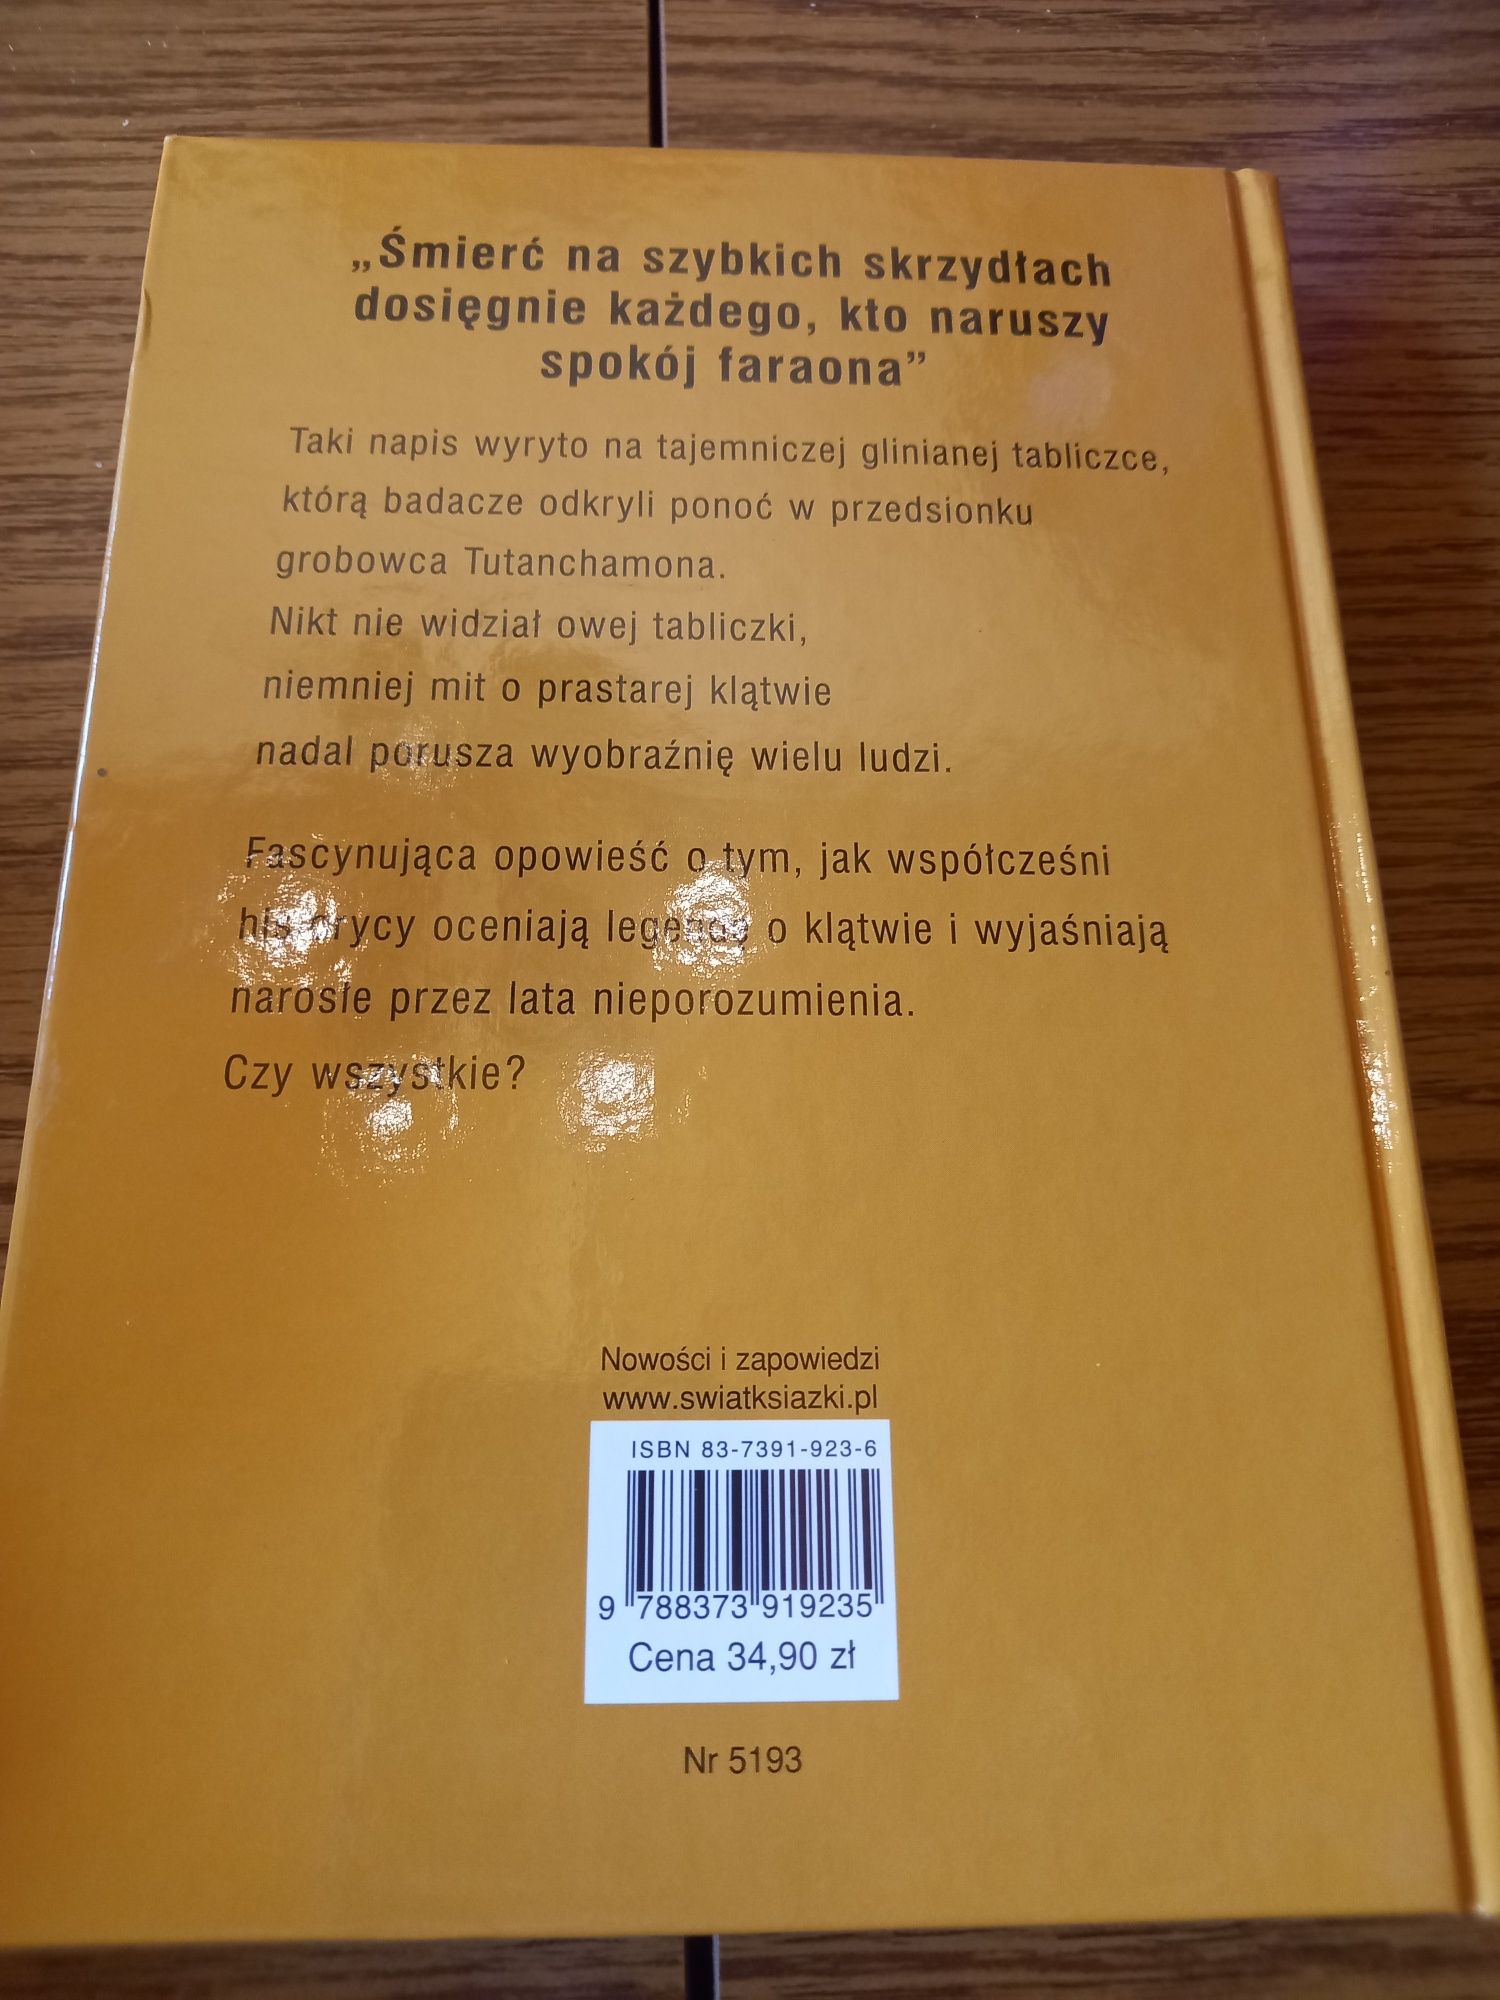 „Śmierć na szybkich skrzydłach
dosięgnie każdego, kto naruszy
spokój faraona”
Taki napis wyryto na tajemniczej glinianej tabliczce,
którą badacze odkryli ponoć w przedsionku
grobowca Tutanchamona.
Nikt nie widział owej tabliczki,
niemniej mit o prastarej klątwie
nadal porusza wyobraźnię wielu ludzi.
Fascynująca opowieść o tym, jak współcześni
historycy oceniają legendę o klątwie i wyjaśniają
narosłe przez lata nieporozumienia.
Czy wszystkie?
Nowości i zapowiedzi
www.swiatksiazki.pl
ISBN 83-7391-923-6
9 788373 919235
Cena 34,90 zł
Nr 5193